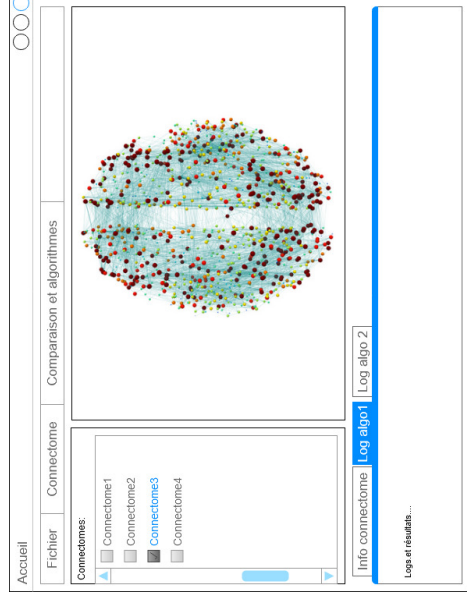 Accueil
Fichier Connectome Comparaison et algorithmes
Connectomes:
Connectome1
Connectome2
Connectome3
Connectome4
Info connectome Log algo1 Log algo 2
Logs et résultats....